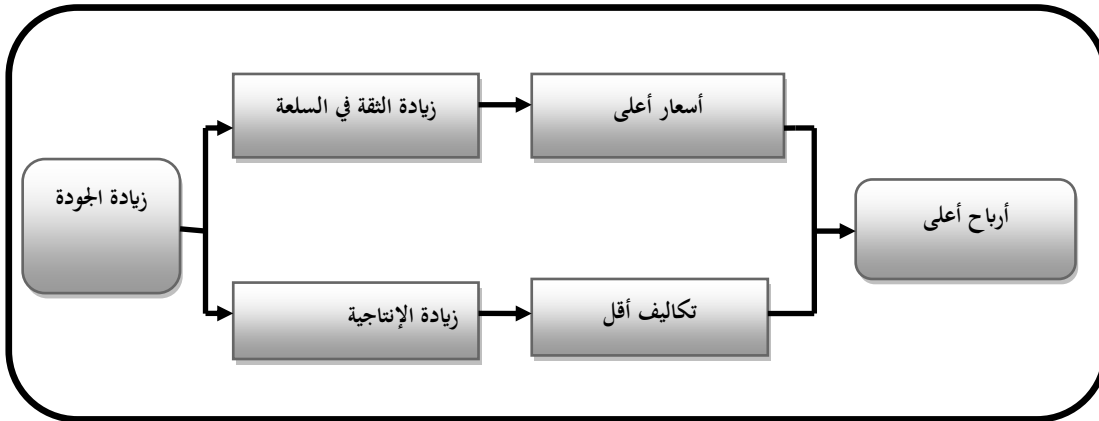 زيادة الجودة
زيادة الثقة في السلعة
أسعار أعلى
زيادة الإنتاجية
تكاليف أقل
أرباح أعلى